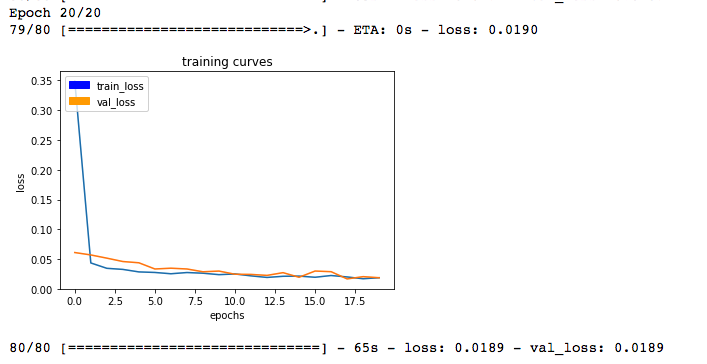 Epoch 20/20
79/80 [============================>.] - ETA: 0s - loss: 0.0190
training curves
train_loss
val_loss
0.35
0.30
0.25
0.20
0.15
0.10
0.05
0.00
loss
0.0 2.5 5.0 7.5 10.0 12.5 15.0 17.5
epochs
80/80 [==============================] - 65s - loss: 0.0189 - val_loss: 0.0189